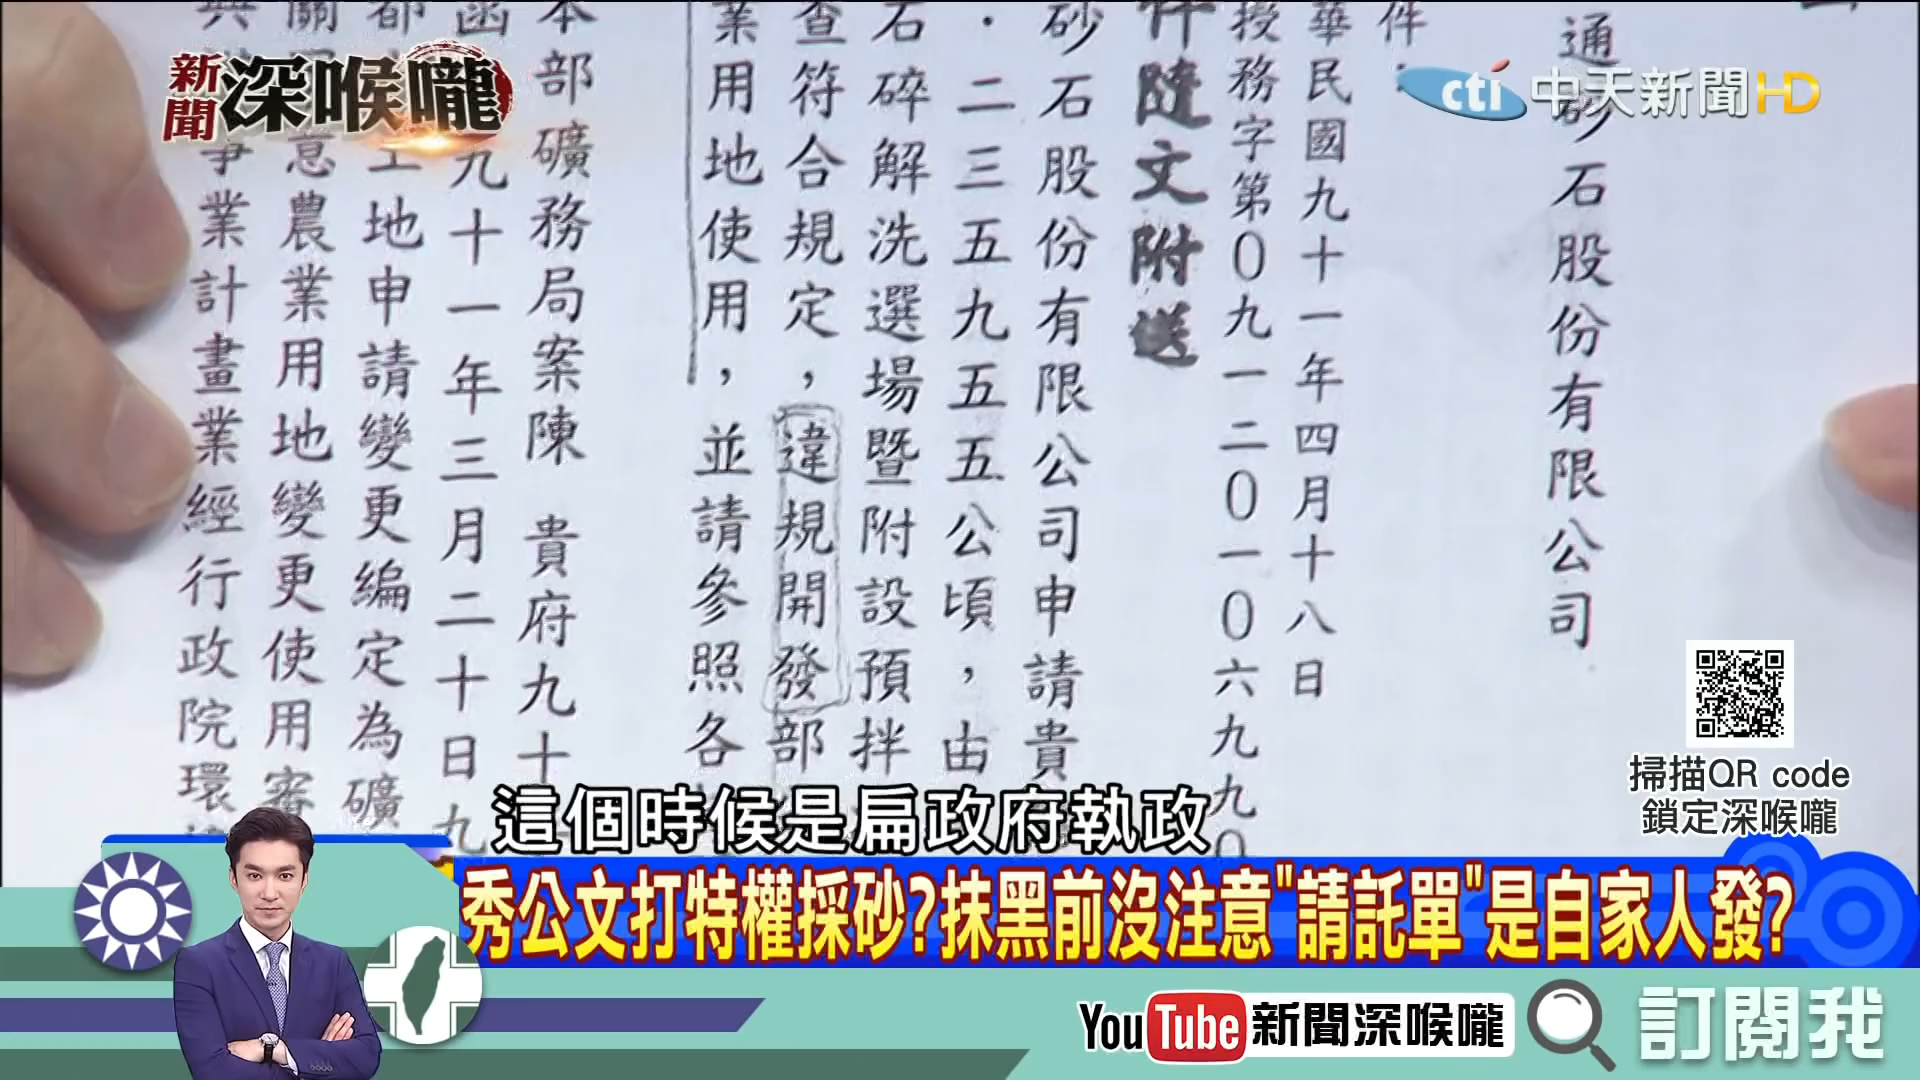 新聞深喉嚨
cti 中天新聞HD
通砂石股份有限公司
件：
華民國九十一年四月十八日
授務字第０九一二０一０六九九０
件隨文附送
砂石股份有限公司申請貴
．二三五九五五公頃，由
石碎解洗選場暨附設預拌
查符合規定，違規開發部
業用地使用，並請參照各
本部礦務局案陳　貴府九十
函九十一年三月二十日九
土地申請變更編定為礦
意農業用地變更使用審
事業計畫業經行政院環
掃描QR code
鎖定深喉嚨
這個時候是扁政府執政
秀公文打特權採砂?抹黑前沒注意"請託單"是自家人發?
YouTube 新聞深喉嚨
訂閱我